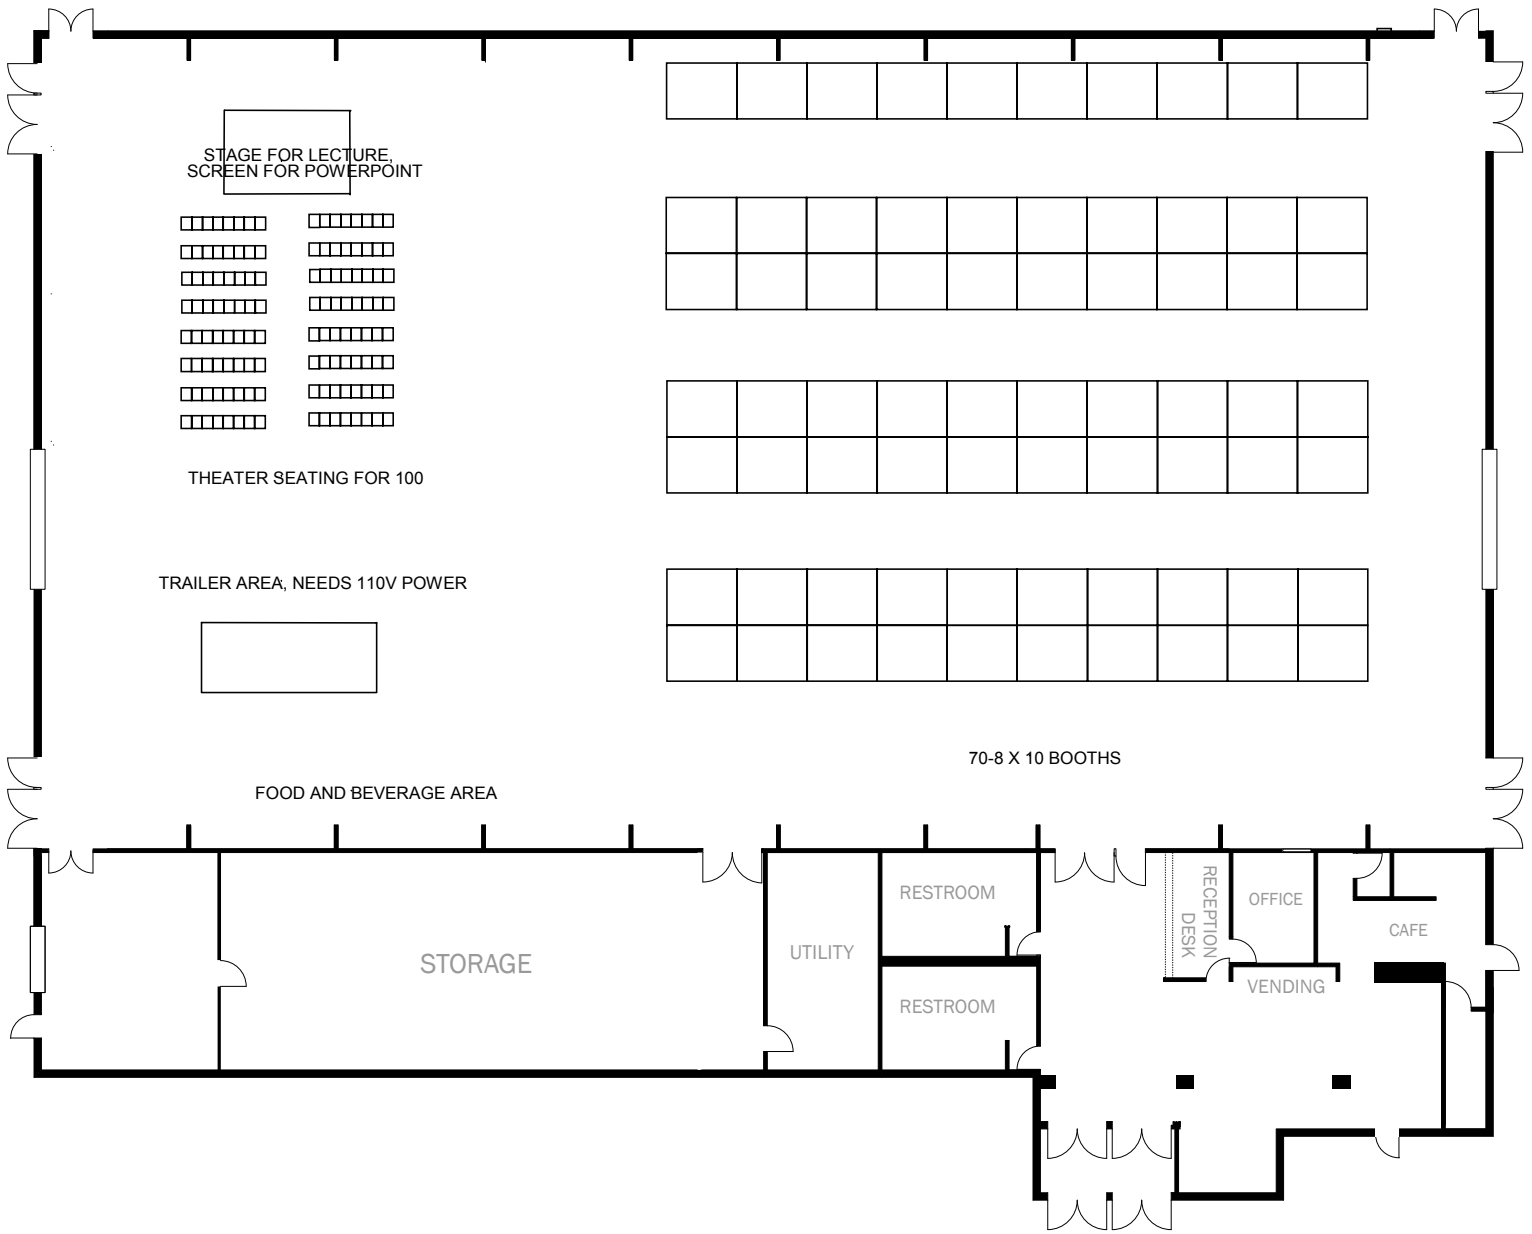 STAGE FOR LECTURE,
SCREEN FOR POWERPOINT
THEATER SEATING FOR 100
TRAILER AREA, NEEDS 110V POWER
70-8 X 10 BOOTHS
FOOD AND BEVERAGE AREA
STORAGE
UTILITY
RESTROOM
RESTROOM
RECEPTION
DESK
OFFICE
CAFE
VENDING